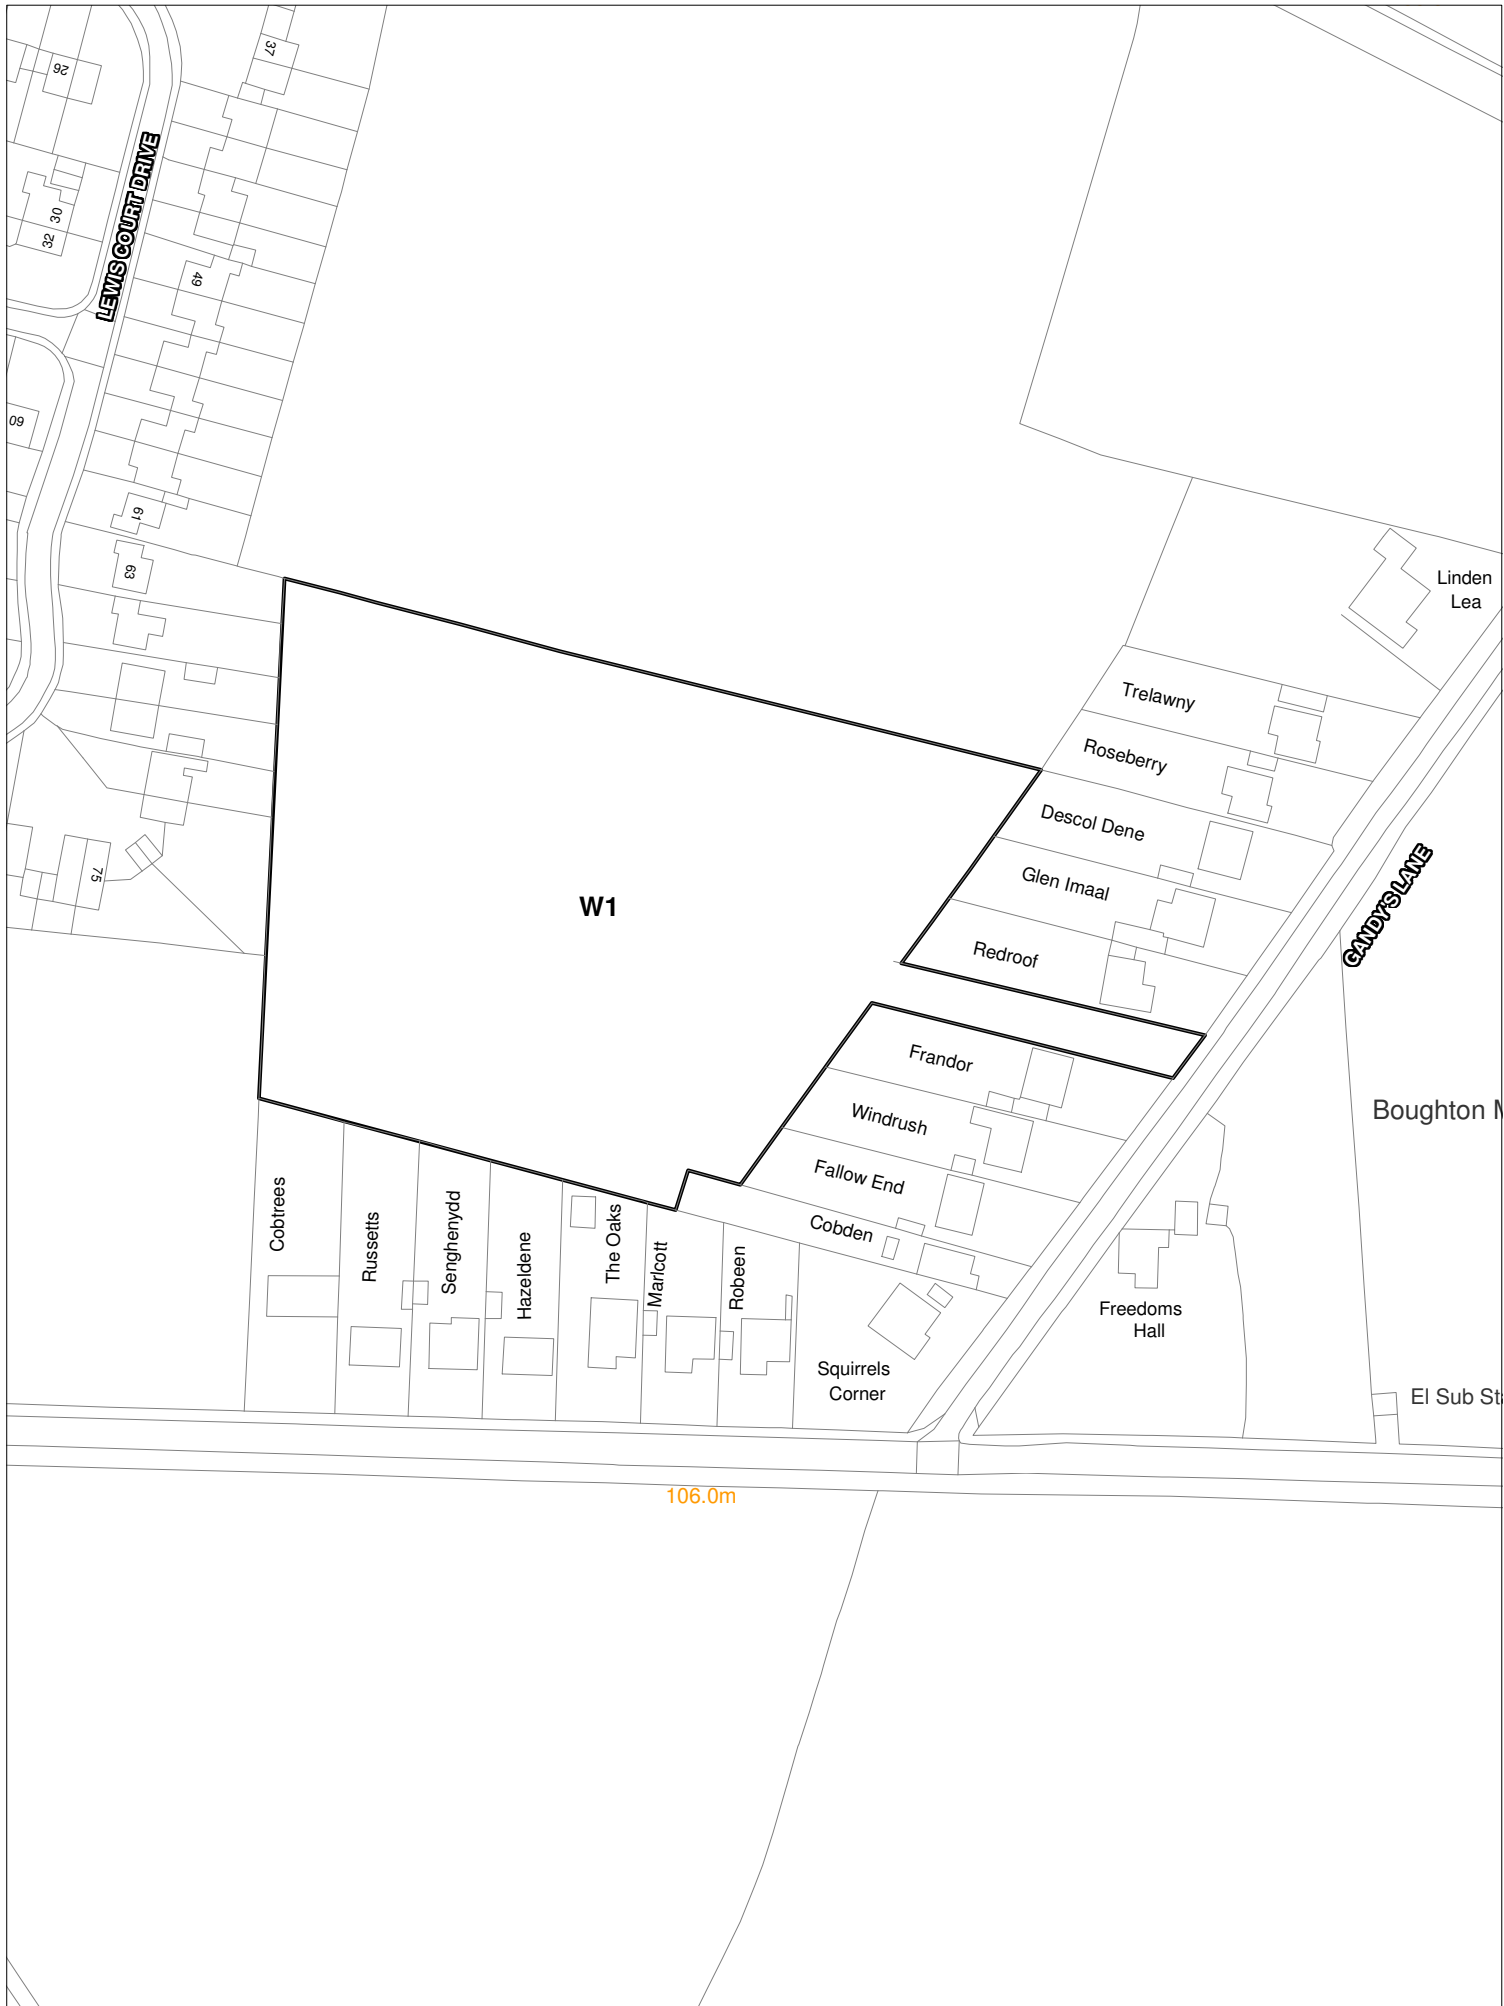 37
26
LEWIS COURT DRIVE
30
32
49
60
61
63
Linden
Lea
Trelawny
Roseberry
Descol Dene
Glen Imaal
Redroof
GANDY'S LANE
75
W1
Frandor
Windrush
Fallow End
Cobden
Boughton M
Cobtrees
Russetts
Senghenydd
Hazeldene
The Oaks
Marlcott
Robeen
Squirrels
Corner
Freedoms
Hall
El Sub Sta
106.0m